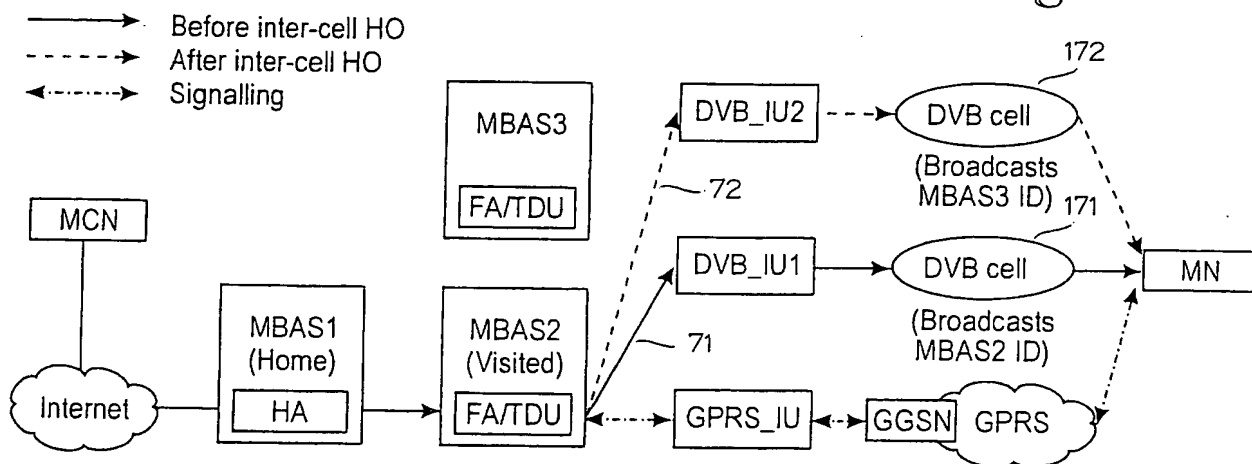 Before inter-cell HO
After inter-cell HO
Signalling
MCN
Internet
MBAS1
(Home)
HA
MBAS3
FA/TDU
MBAS2
(Visited)
FA/TDU
72
71
DVB_IU2
DVB_IU1
GPRS_IU
172
DVB cell
(Broadcasts
MBAS3 ID)
171
DVB cell
(Broadcasts
MBAS2 ID)
GGSN
GPRS
MN